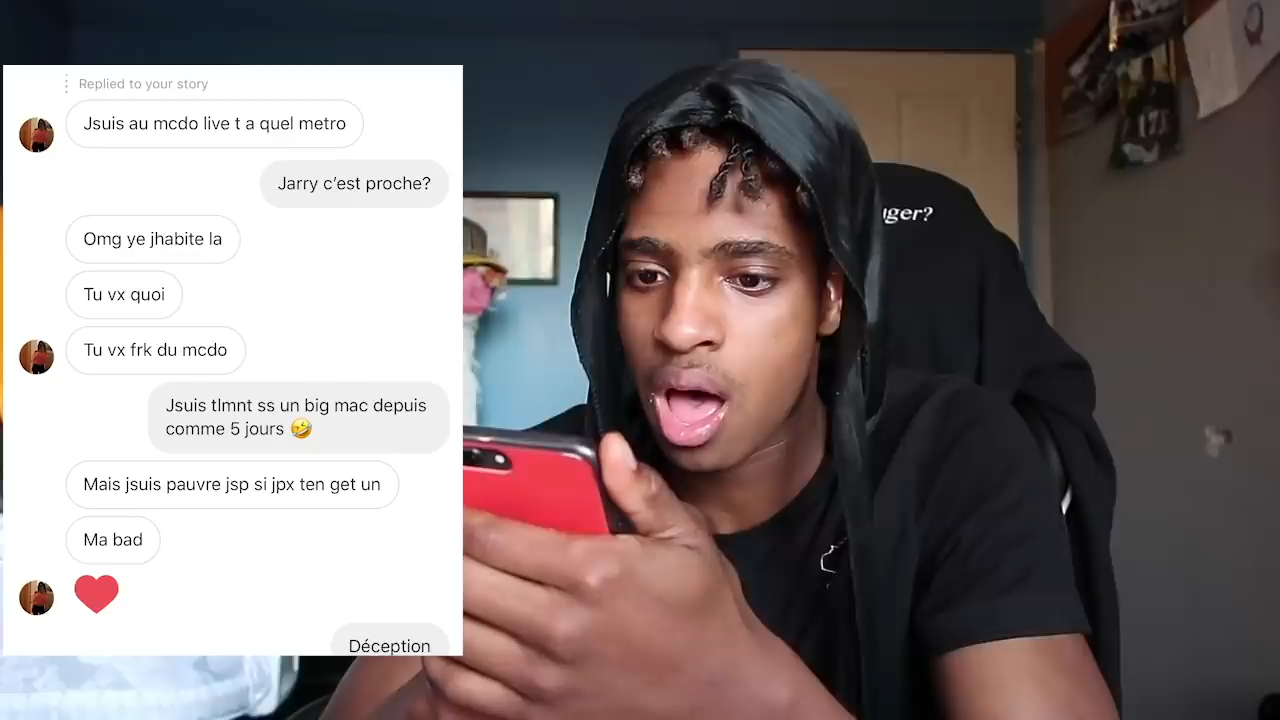 Replied to your story
Jsuis au mcdo live t a quel metro
Jarry c'est proche?
Omg ye jhabite la
Tu vx quoi
Tu vx frk du mcdo
Jsuis tlmnt ss un big mac depuis
comme 5 jours 🤣
Mais jsuis pauvre jsp si jpx ten get un
Ma bad
❤️
Déception